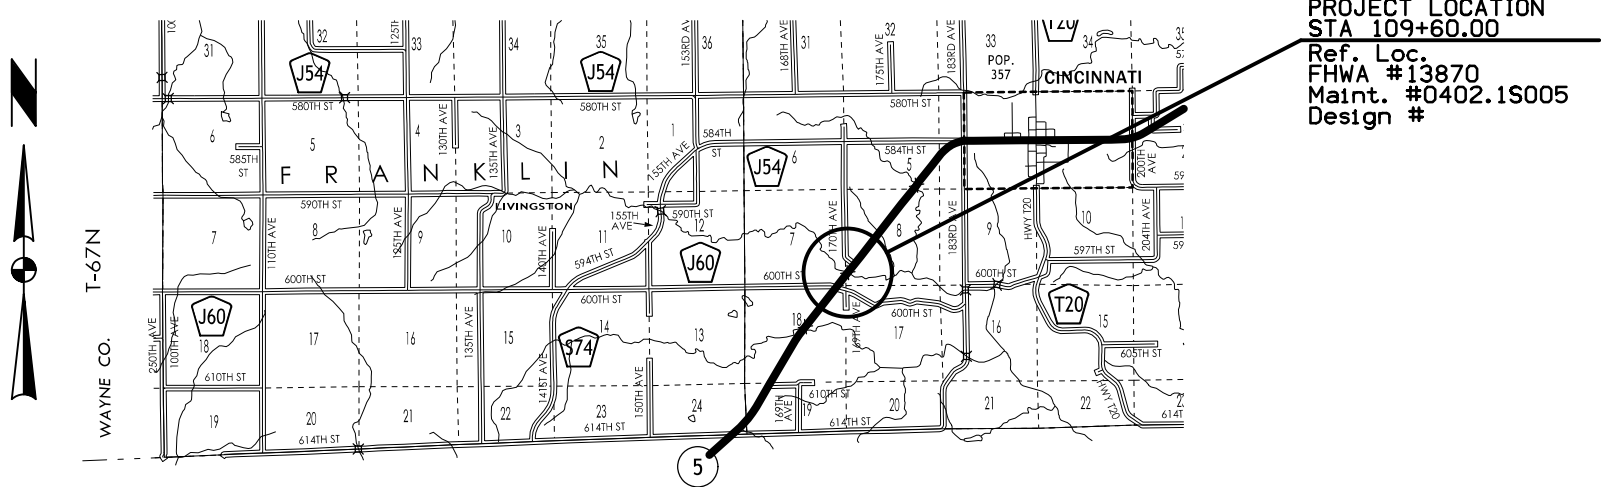 PROJECT LOCATION
STA 109+60.00
Ref. Loc.
FHWA #13870
Maint. #0402.1S005
Design #
N
T-67N
WAYNE CO.
31
32
125TH
33
34
35
153RD AVE
36
168TH AVE
31
175TH AVE
32
183RD AVE
33
POP.
357
T20
34
CINCINNATI
J54
J54
580TH ST
580TH ST
580TH ST
6
5
4
130TH AVE
3
135TH AVE
2
1
584TH
ST
585TH
ST
155TH AVE
J54
6
584TH ST
5
200TH
AVE
FRANKLIN
590TH ST
LIVINGSTON
155TH
AVE
590TH ST
7
110TH AVE
8
125TH AVE
9
10
140TH AVE
11
594TH ST
12
J60
7
170TH AVE
8
183RD AVE
9
HWY T20
10
204TH AVE
597TH ST
600TH ST
600TH ST
600TH ST
600TH ST
600TH ST
250TH AVE
100TH AVE
J60
18
17
16
135TH AVE
15
S74
14
13
18
169TH AVE
17
16
T20
15
605TH ST
610TH ST
141ST AVE
150TH AVE
169TH
AVE
610TH ST
HWY T20
19
20
21
22
23
24
19
20
21
22
614TH ST
614TH ST
614TH ST
614T
5